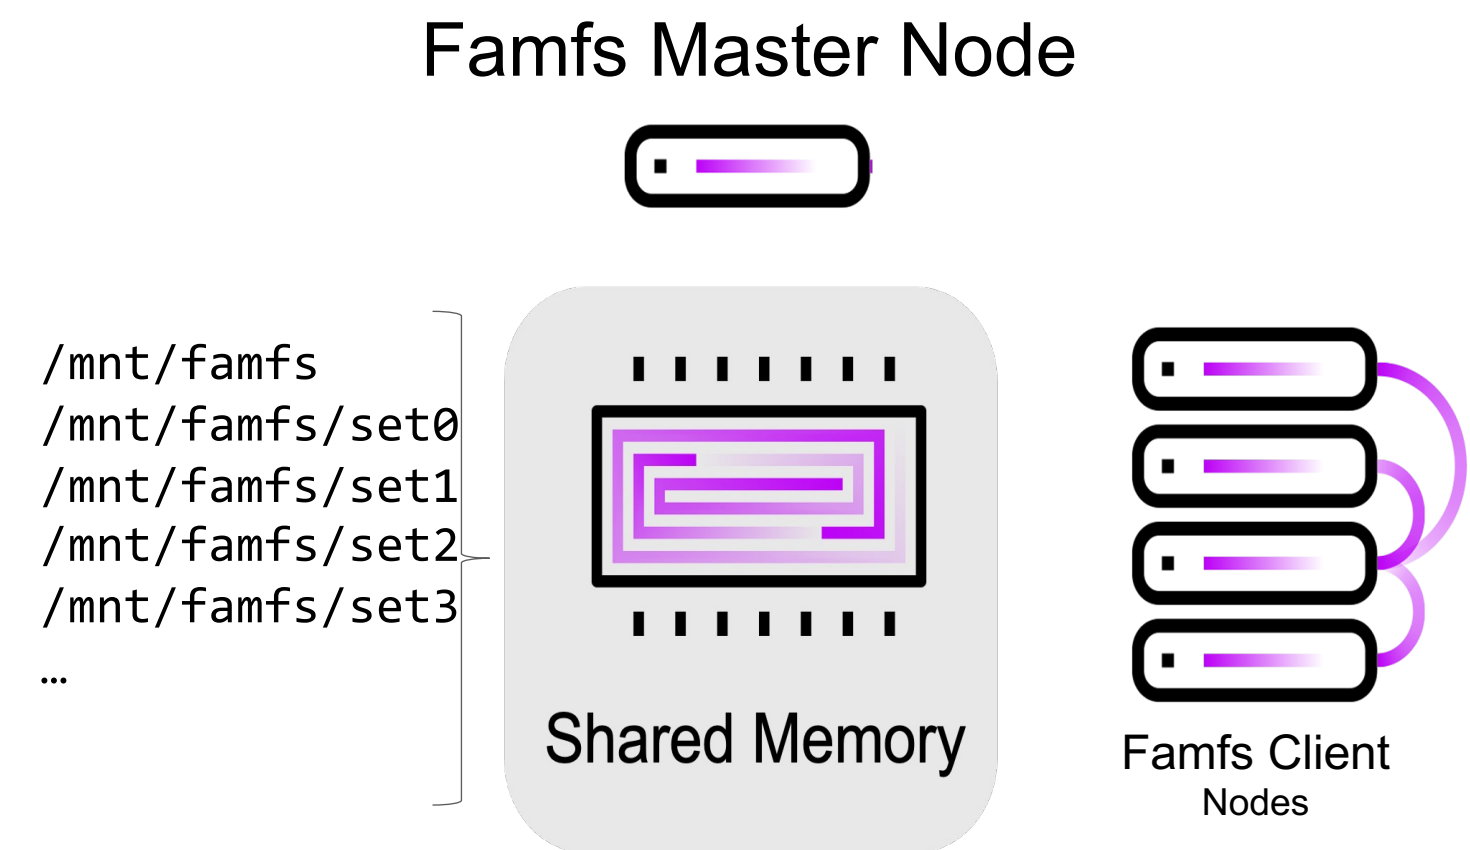 Famfs Master Node
/mnt/famfs
/mnt/famfs/set0
/mnt/famfs/set1
/mnt/famfs/set2
/mnt/famfs/set3
…
Shared Memory
Famfs Client
Nodes